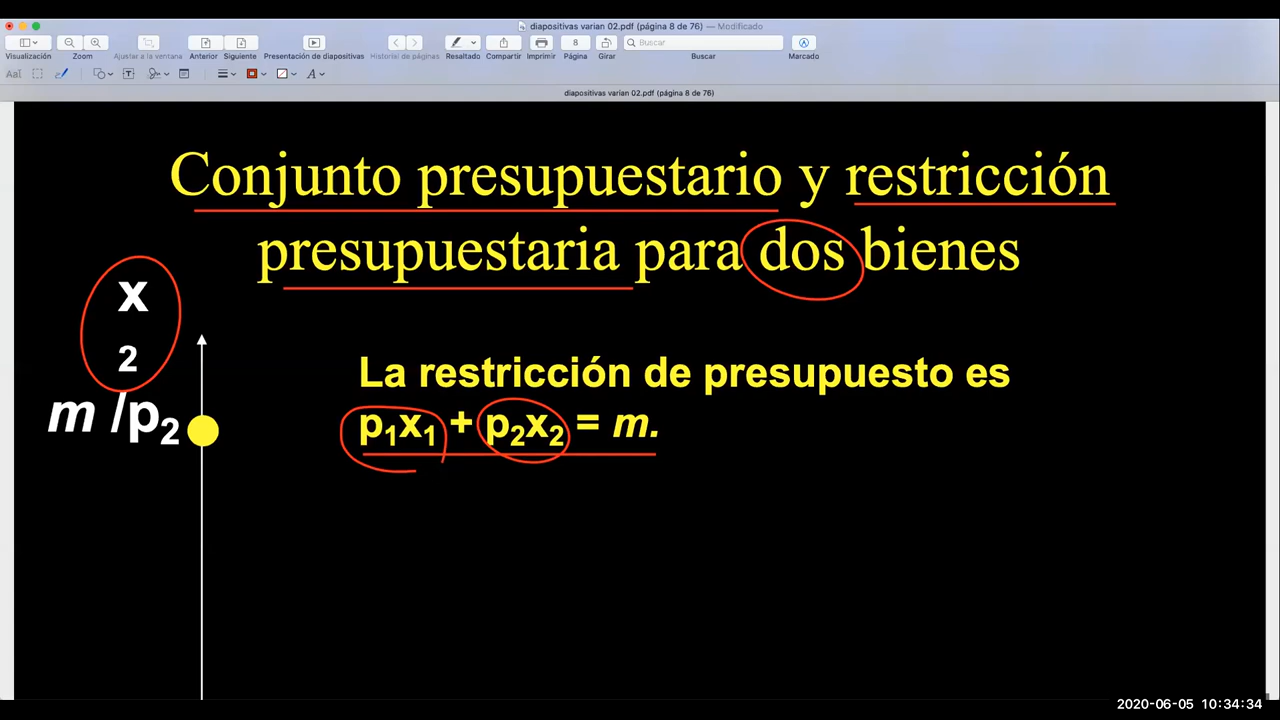 diapositivas varian 02.pdf (página 8 de 76) — Modificado
8
Buscar
Visualización
Zoom
Ajustar a la ventana
Anterior
Siguiente
Presentación de diapositivas
Historial de páginas
Resaltado
Compartir
Imprimir
Página
Girar
Buscar
Marcado
diapositivas varian 02.pdf (página 8 de 76)
Conjunto presupuestario y restricción
presupuestaria para dos bienes
x
2
m /p₂
La restricción de presupuesto es
p₁x₁ + p₂x₂ = m.
2020-06-05 10:34:34